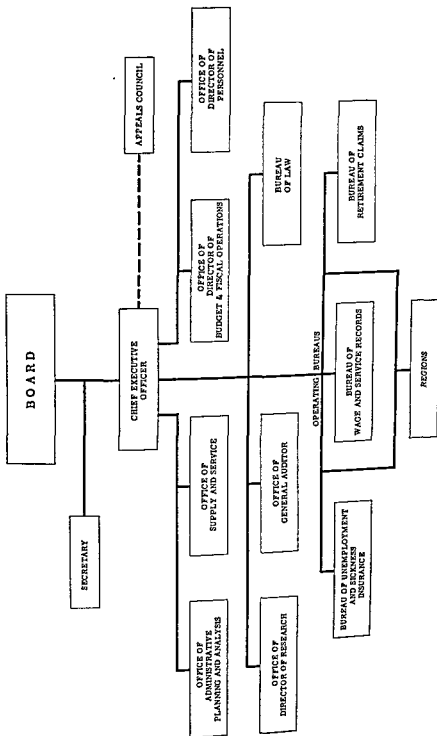 BOARD
SECRETARY
CHIEF EXECUTIVE
OFFICER
APPEALS COUNCIL
OFFICE OF
ADMINISTRATIVE
PLANNING AND ANALYSIS
OFFICE OF
SUPPLY AND SERVICE
OFFICE OF
DIRECTOR OF
BUDGET & FISCAL OPERATIONS
OFFICE OF
DIRECTOR OF
PERSONNEL
OFFICE OF
DIRECTOR OF RESEARCH
OFFICE OF
GENERAL AUDITOR
BUREAU
OF LAW
OPERATING BUREAUS
BUREAU OF UNEMPLOYMENT
AND SICKNESS
INSURANCE
BUREAU OF
WAGE AND SERVICE RECORDS
BUREAU OF
RETIREMENT CLAIMS
REGIONS